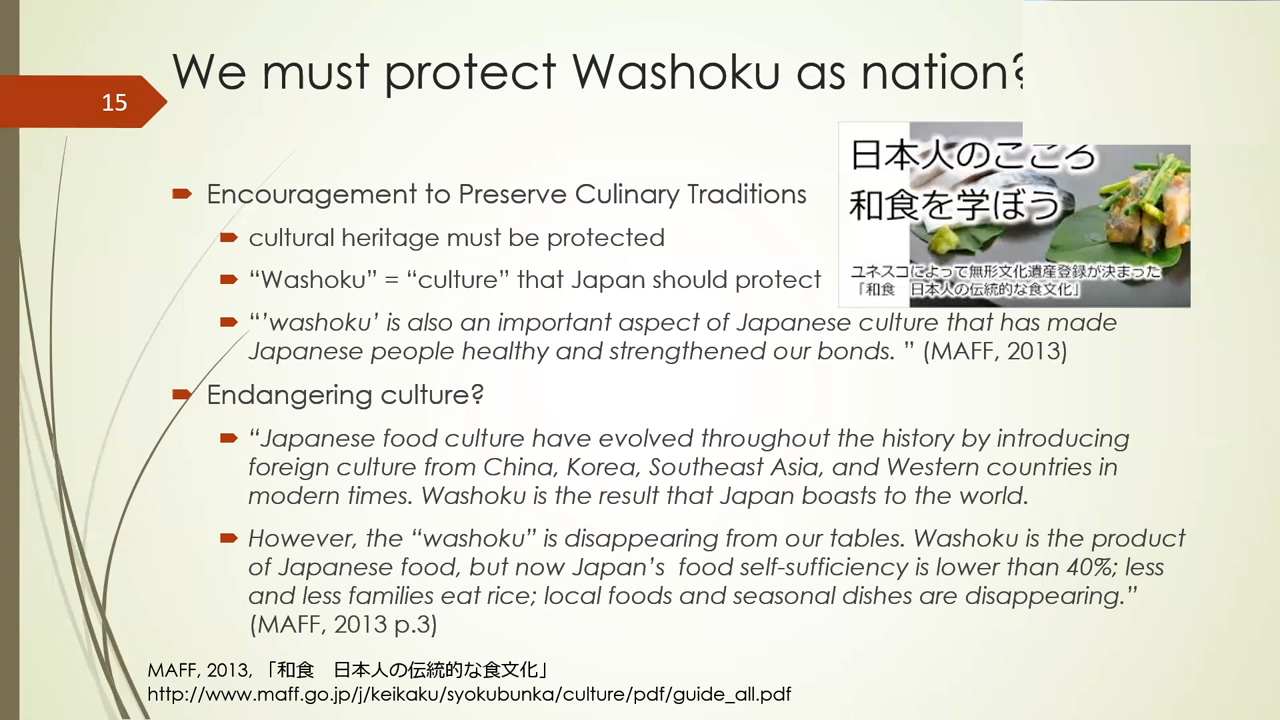 We must protect Washoku as nation?
15
日本人のこころ
和食を学ぼう
ユネスコによって無形文化遺産登録が決まった
「和食　日本人の伝統的な食文化」
Encouragement to Preserve Culinary Traditions
cultural heritage must be protected
“Washoku” = “culture” that Japan should protect
“’washoku’ is also an important aspect of Japanese culture that has made
Japanese people healthy and strengthened our bonds. ” (MAFF, 2013)
Endangering culture?
“Japanese food culture have evolved throughout the history by introducing
foreign culture from China, Korea, Southeast Asia, and Western countries in
modern times. Washoku is the result that Japan boasts to the world.
However, the “washoku” is disappearing from our tables. Washoku is the product
of Japanese food, but now Japan’s  food self-sufficiency is lower than 40%; less
and less families eat rice; local foods and seasonal dishes are disappearing.”
(MAFF, 2013 p.3)
MAFF, 2013, 「和食　日本人の伝統的な食文化」
http://www.maff.go.jp/j/keikaku/syokubunka/culture/pdf/guide_all.pdf